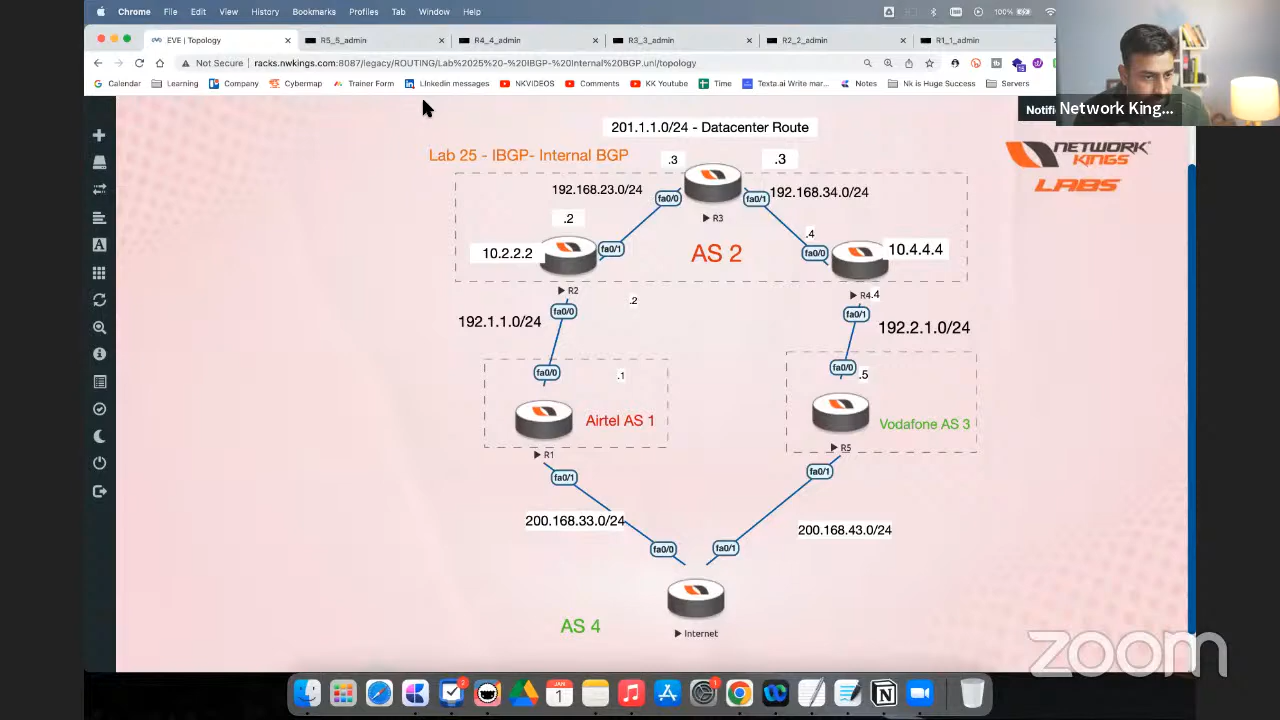 Chrome File Edit View History Bookmarks Profiles Tab Window Help 100%
EVE | Topology × R5_5_admin × R4_4_admin × R3_3_admin × R2_2_admin × R1_1_admin ×
Not Secure | racks.nwkings.com:8087/legacy/ROUTING/Lab%2025%20-%20IBGP-%20Internal%20BGP.unl/topology
Calendar Learning Company Cybermap Trainer Form LInkedin messages NKVIDEOS Comments KK Youtube Time Texta.ai War mode Notes Nk is Huge Success Servers
Notifi Network King...
201.1.1.0/24 - Datacenter Route
NETWORK KINGS
LABS
Lab 25 - IBGP- Internal BGP
.3
.3
192.168.23.0/24
fa0/0
fa0/1
192.168.34.0/24
R3
.2
.4
10.2.2.2
fa0/1
AS 2
fa0/0
10.4.4.4
R2
.2
R4
.4
192.1.1.0/24
fa0/0
fa0/1
192.2.1.0/24
fa0/0
.1
fa0/0
.5
Airtel AS 1
Vodafone AS 3
R1
R5
fa0/1
fa0/1
200.168.33.0/24
200.168.43.0/24
fa0/0
fa0/1
AS 4
Internet
zoom
JAN
1
2
1